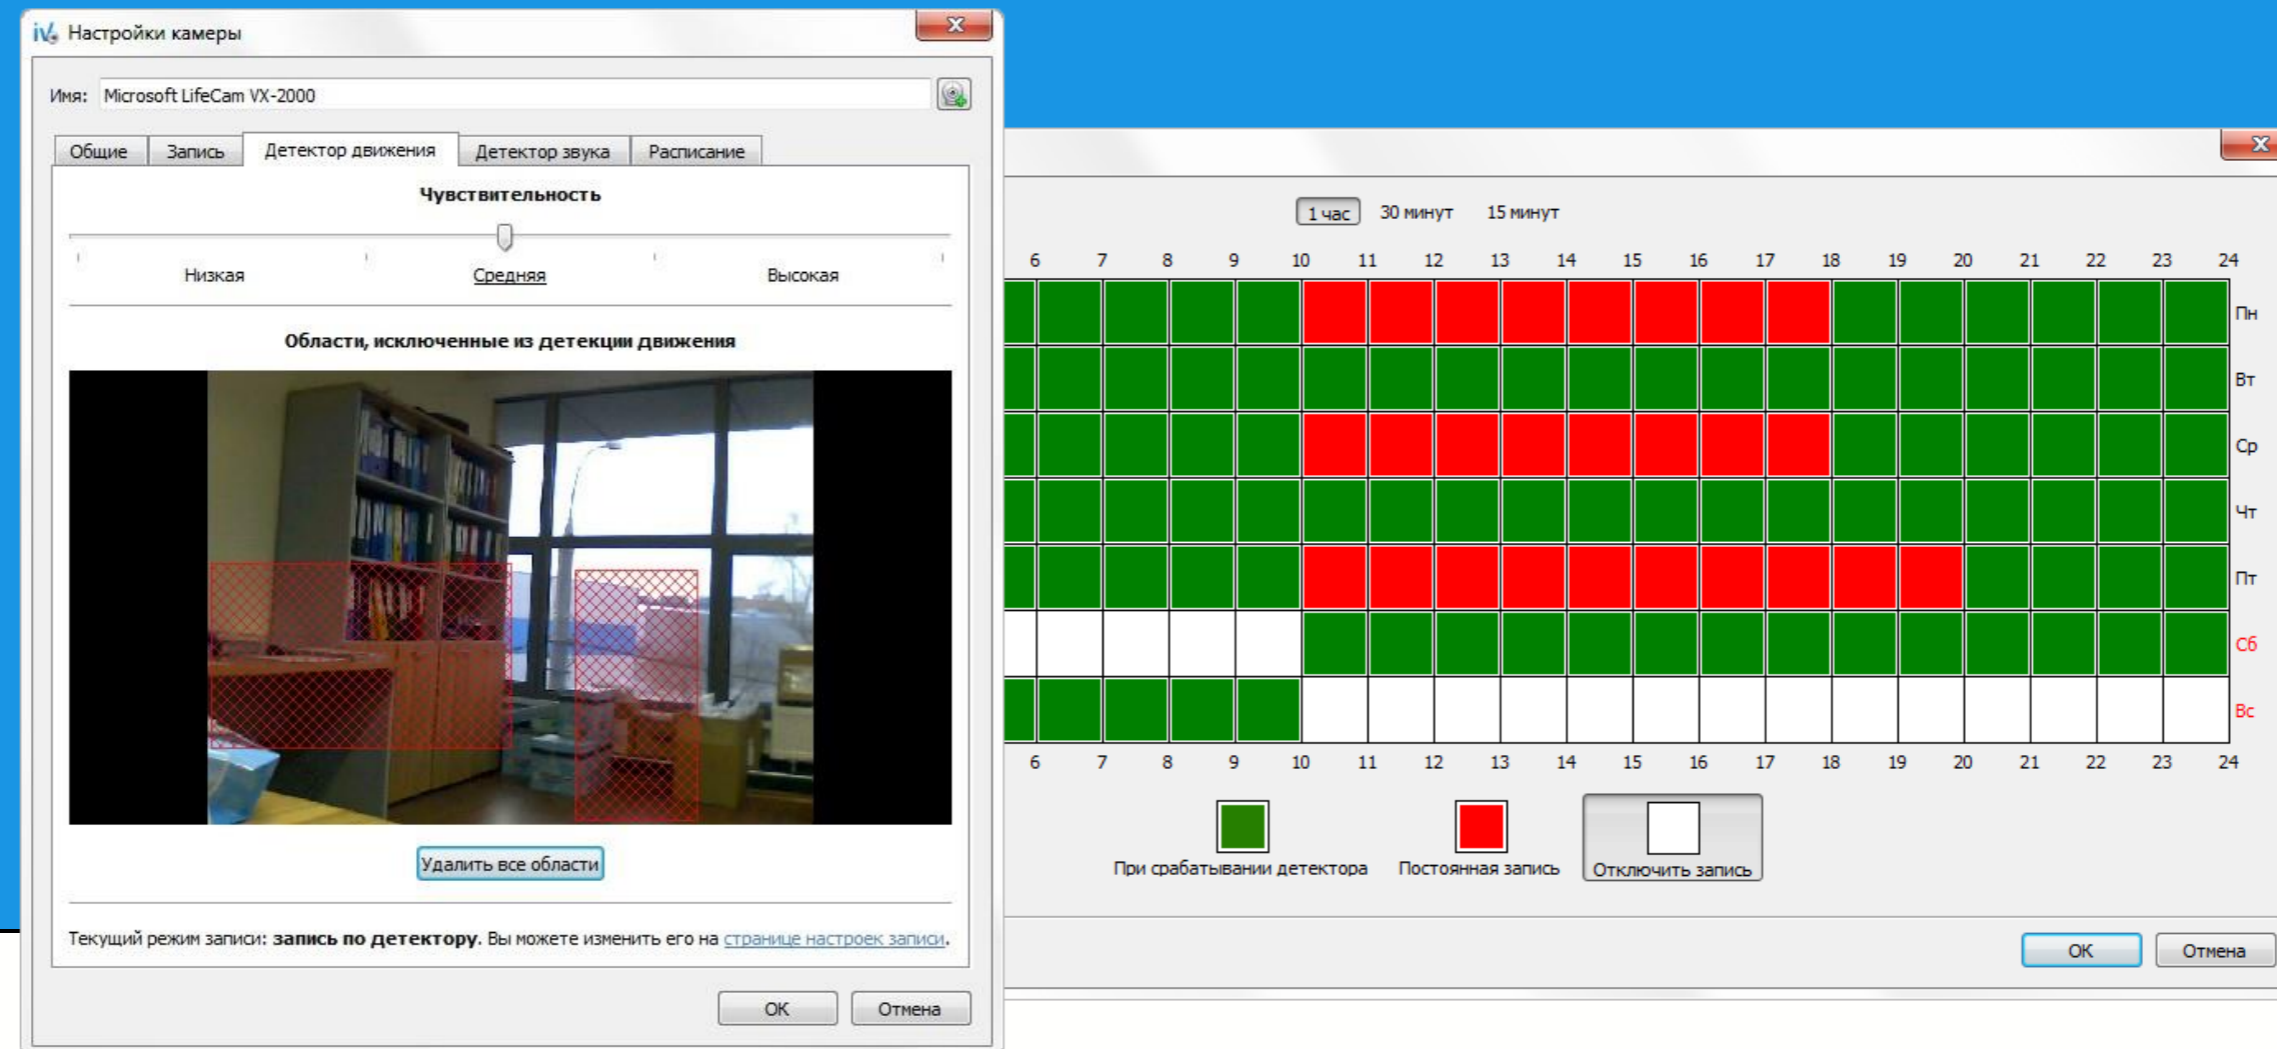 Настройки камеры
Имя: Microsoft LifeCam VX-2000
Общие Запись Детектор движения Детектор звука Расписание
Чувствительность
Низкая Средняя Высокая
Области, исключенные из детекции движения
Удалить все области
Текущий режим записи: запись по детектору. Вы можете изменить его на странице настроек записи.
ОК Отмена
1 час 30 минут 15 минут
6 7 8 9 10 11 12 13 14 15 16 17 18 19 20 21 22 23 24
Пн
Вт
Ср
Чт
Пт
Сб
Вс
6 7 8 9 10 11 12 13 14 15 16 17 18 19 20 21 22 23 24
При срабатывании детектора Постоянная запись Отключить запись
ОК Отмена